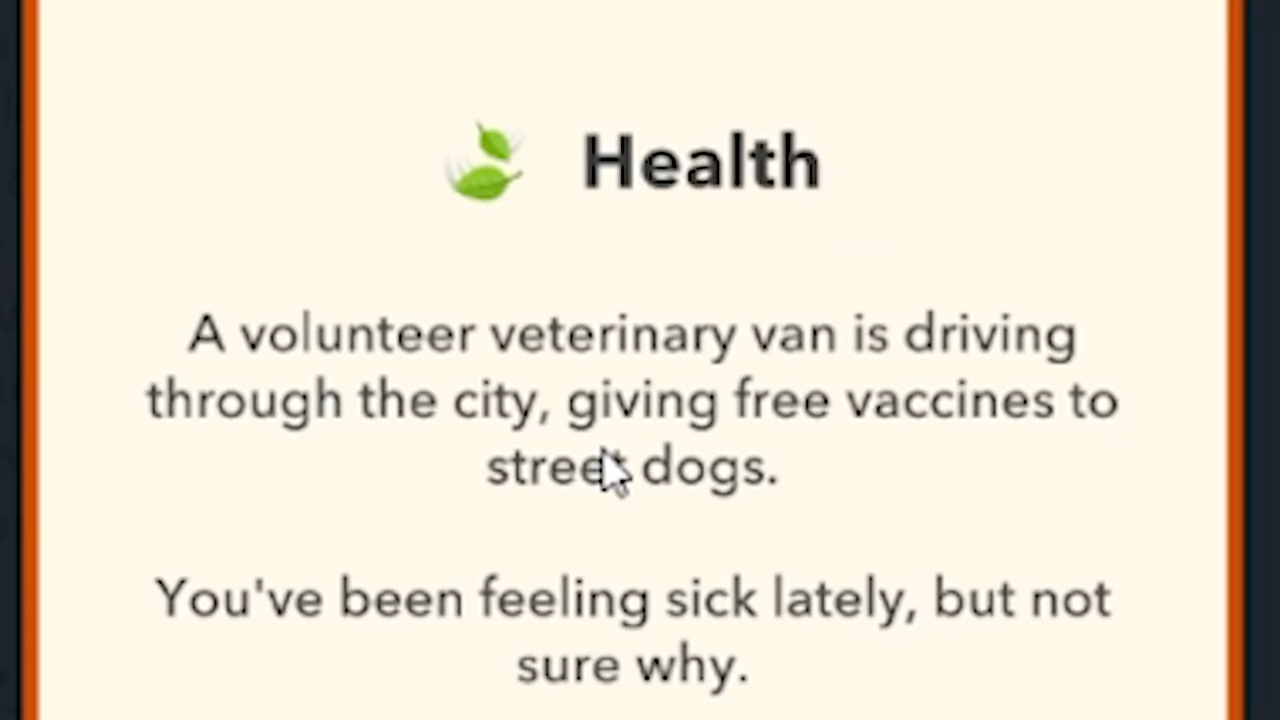 Health
A volunteer veterinary van is driving
through the city, giving free vaccines to
street dogs.
You've been feeling sick lately, but not
sure why.